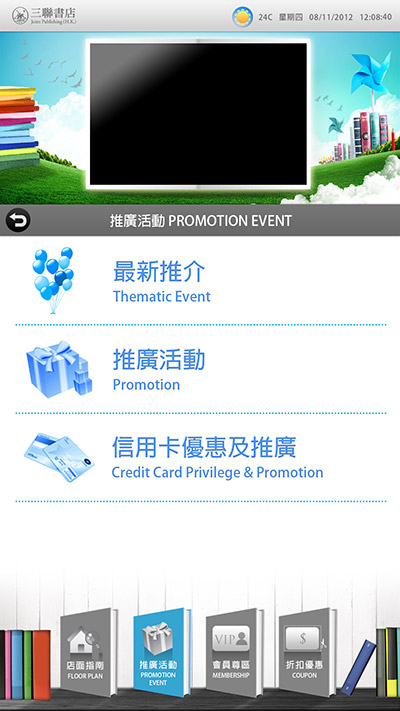 三聯書店
Joint Publishing (H.K.)
24C 星期四 08/11/2012 12:08:40
推廣活動 PROMOTION EVENT
最新推介
Thematic Event
推廣活動
Promotion
信用卡優惠及推廣
Credit Card Privilege & Promotion
店面指南
FLOOR PLAN
推廣活動
PROMOTION
EVENT
VIP
會員尊區
MEMBERSHIP
$
折扣優惠
COUPON